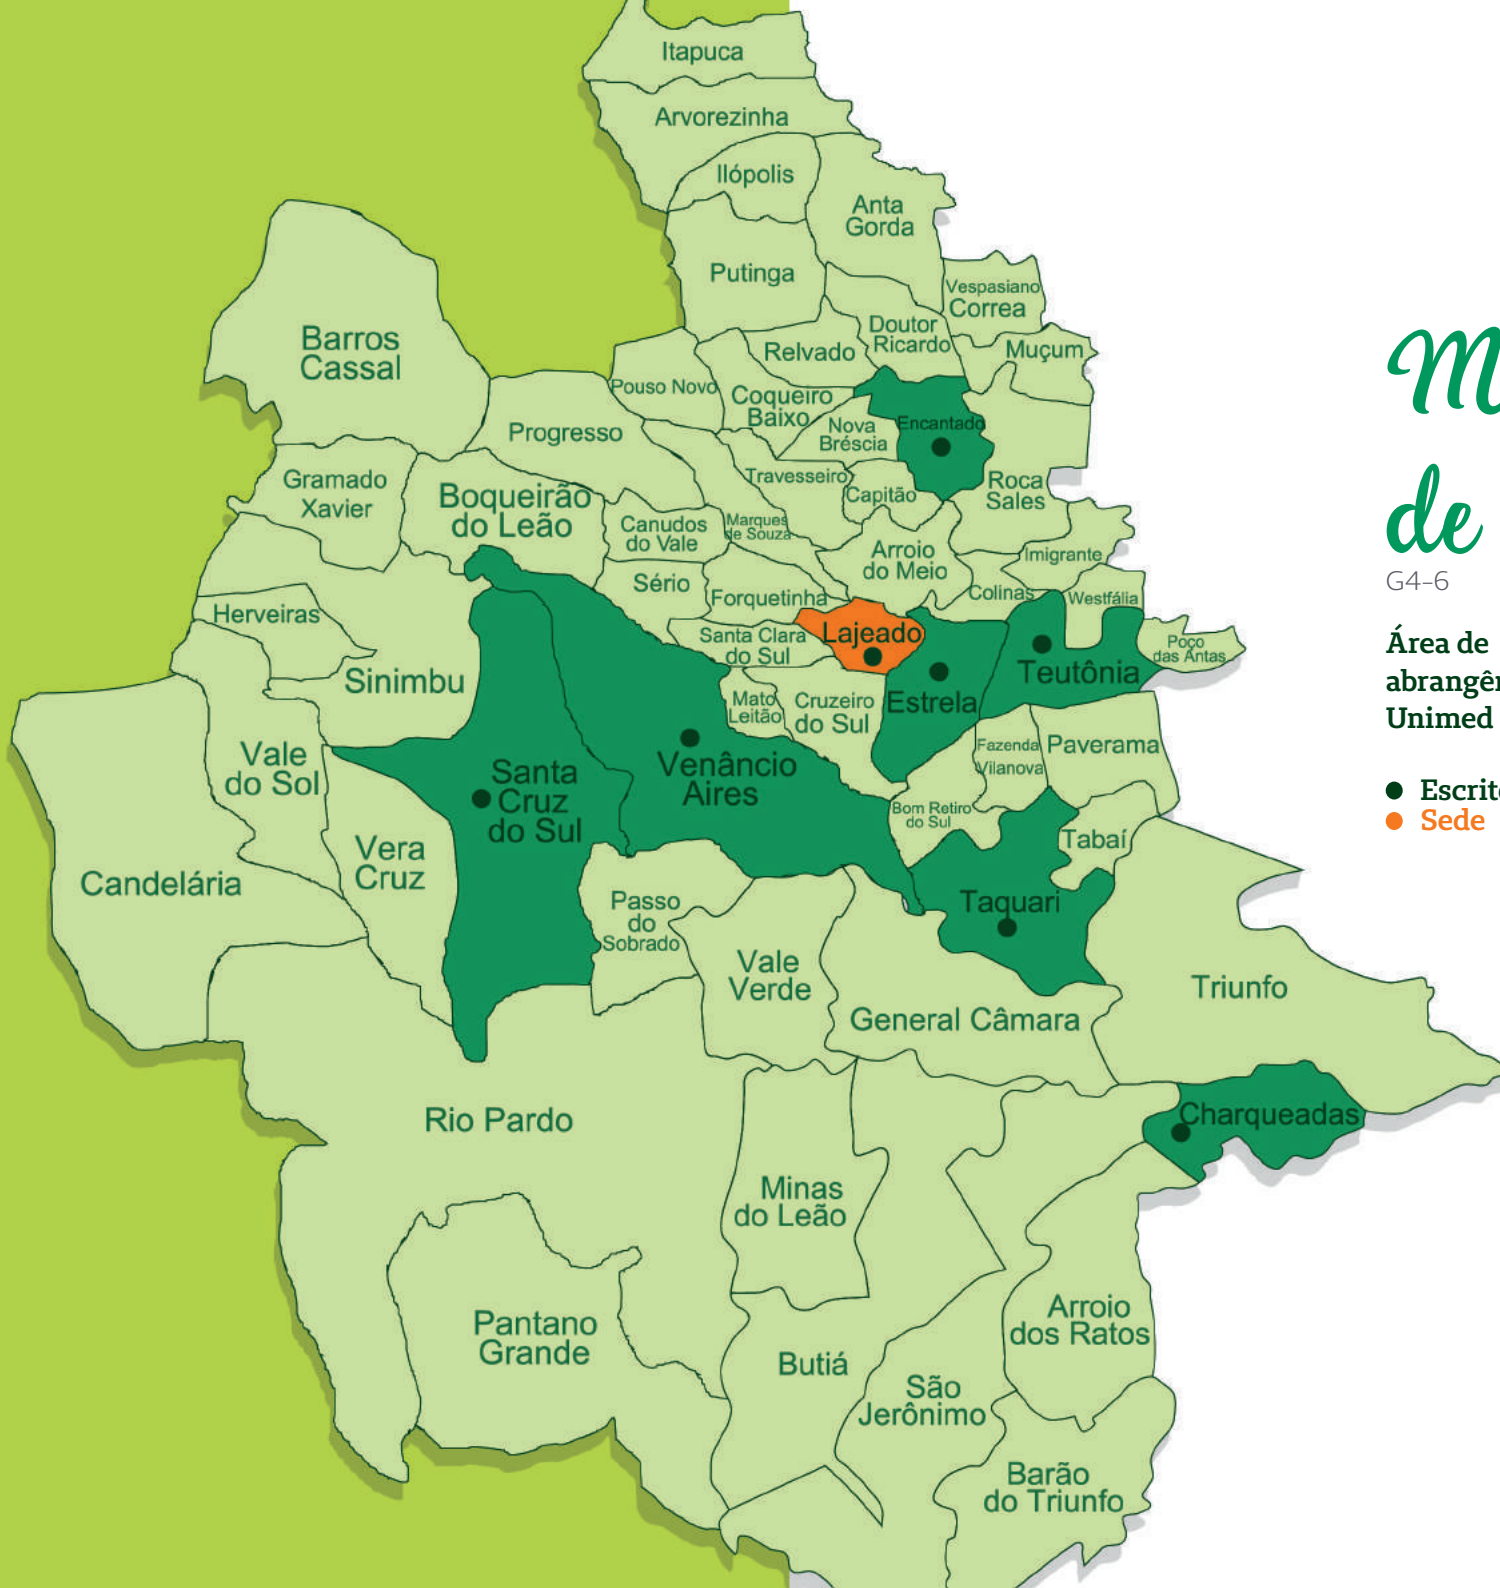 Itapuca
Arvorezinha
Ilópolis
Anta
Gorda
Putinga
Vespasiano
Correa
Doutor
Ricardo
Muçum
Relvado
Barros
Cassal
Pouso Novo
Coqueiro
Baixo
Nova
Bréscia
Encantado
Progresso
Travesseiro
Capitão
Roca
Sales
Gramado
Xavier
Boqueirão
do Leão
Canudos
do Vale
Marques
de Souza
Arroio
do Meio
Imigrante
Sério
Forquetinha
Colinas
Westfália
Herveiras
Santa Clara
do Sul
Lajeado
Poço
das Antas
Sinimbu
Teutônia
Mato
Leitão
Cruzeiro
do Sul
Estrela
Vale
do Sol
Santa
Cruz
do Sul
Venâncio
Aires
Fazenda
Vilanova
Paverama
Bom Retiro
do Sul
Tabaí
Vera
Cruz
Candelária
Passo
do
Sobrado
Taquari
Vale
Verde
General Câmara
Triunfo
Rio Pardo
Charqueadas
Minas
do Leão
Pantano
Grande
Butiá
Arroio
dos Ratos
São
Jerônimo
Barão
do Triunfo
M
de
G4-6
Área de
abrangên
Unimed
Escrit
Sede